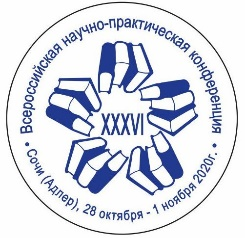 Всероссийская научно-практическая конференция
XXXVI
• Сочи (Адлер), 28 октября - 1 ноября 2020г. •